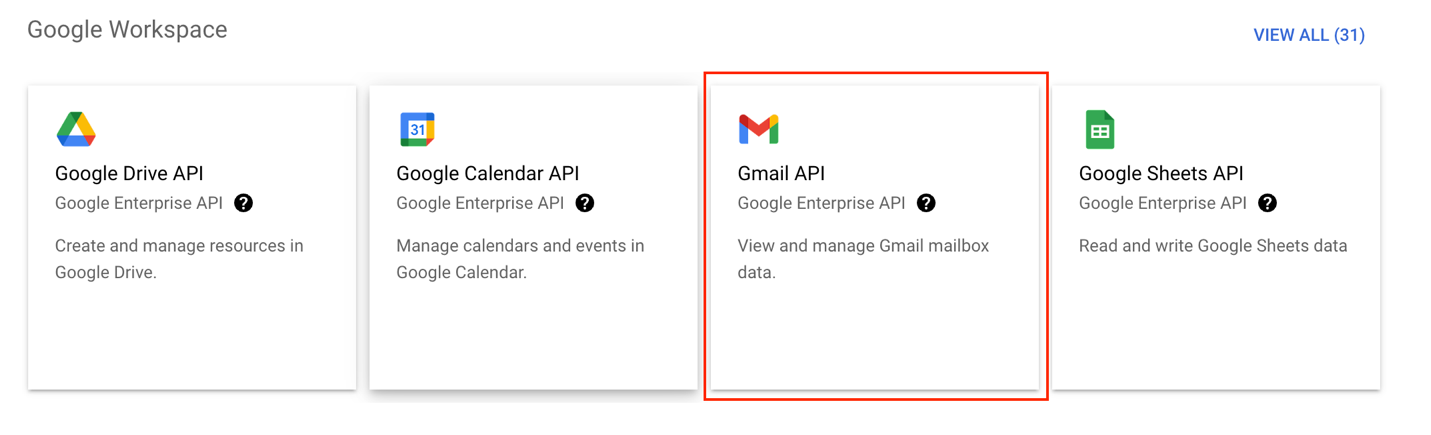 Google Workspace
VIEW ALL (31)
31
Google Drive API
Google Enterprise API ?
Create and manage resources in
Google Drive.
Google Calendar API
Google Enterprise API ?
Manage calendars and events in
Google Calendar.
Gmail API
Google Enterprise API ?
View and manage Gmail mailbox
data.
Google Sheets API
Google Enterprise API ?
Read and write Google Sheets data